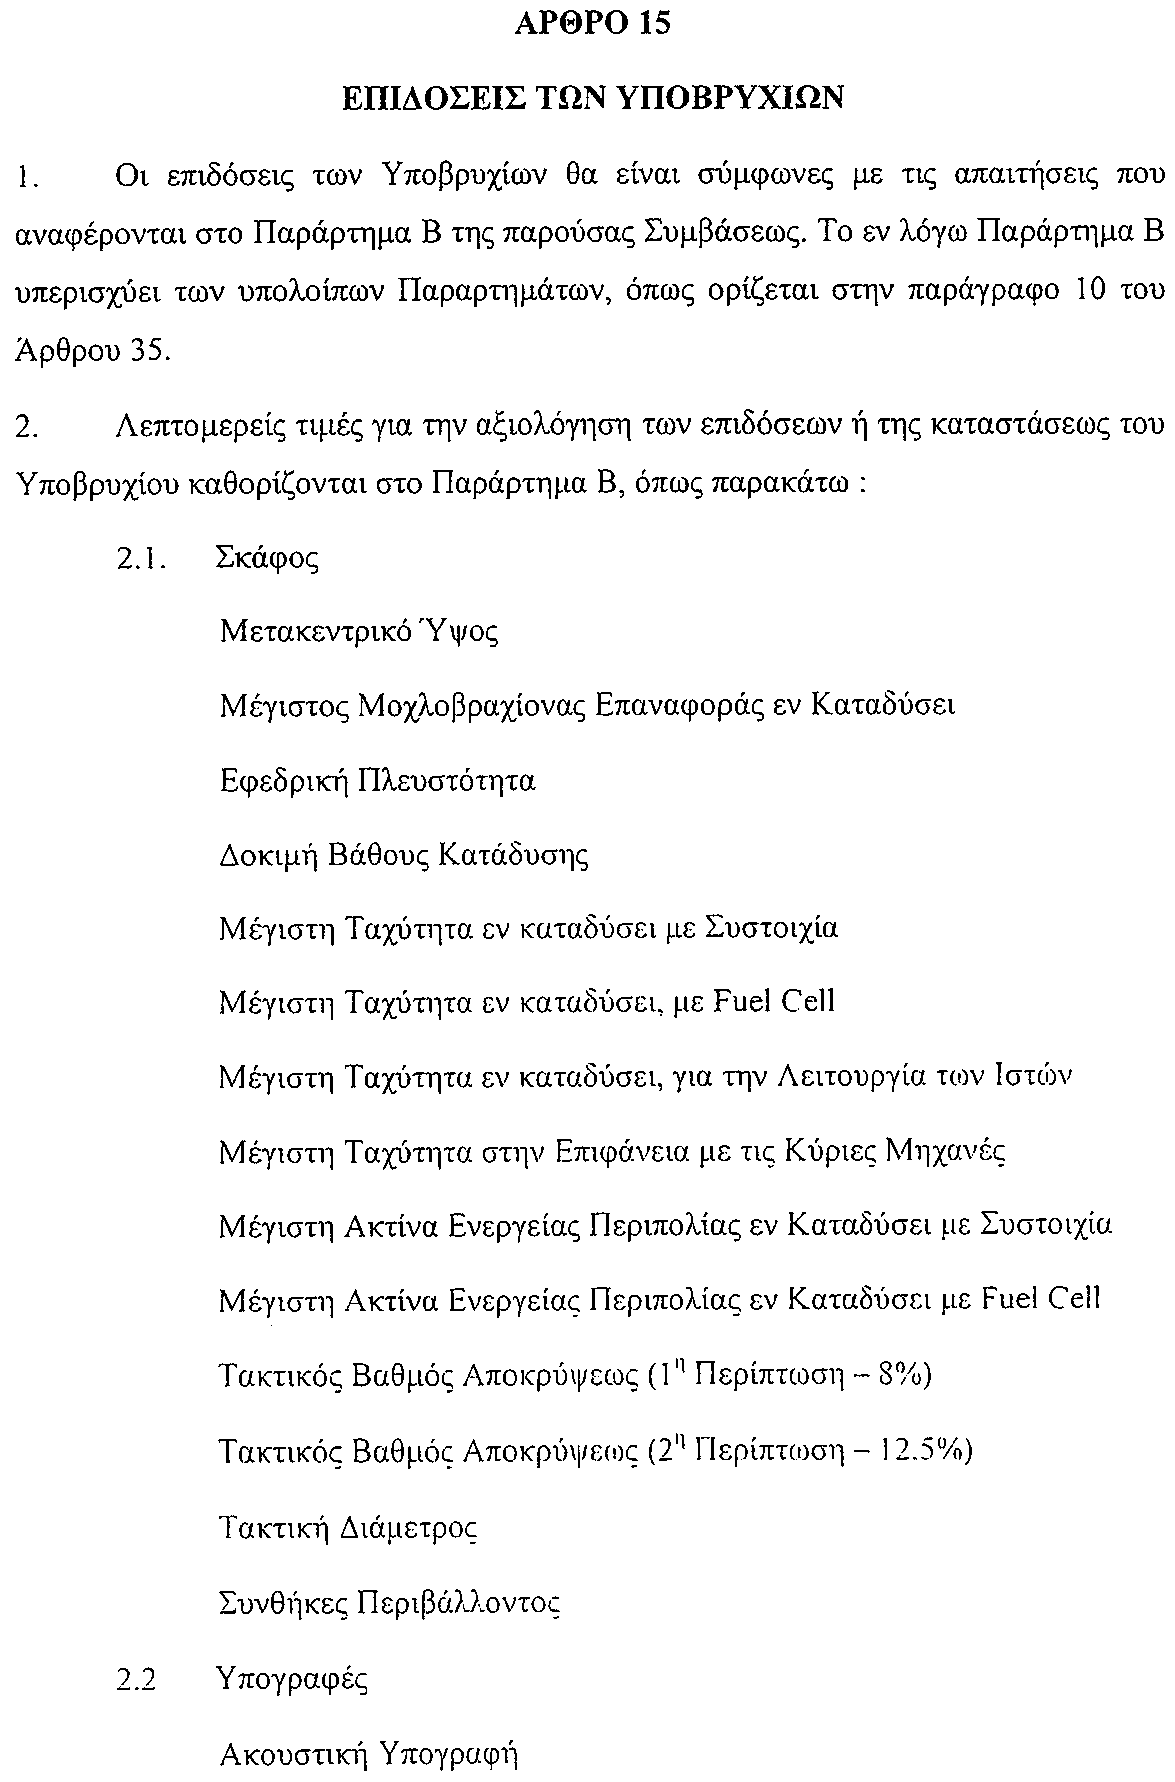 ΑΡΘΡΟ 15
ΕΠΙΔΟΣΕΙΣ ΤΩΝ ΥΠΟΒΡΥΧΙΩΝ
1. Οι επιδόσεις των Υποβρυχίων θα είναι σύμφωνες με τις απαιτήσεις που
αναφέρονται στο Παράρτημα Β της παρούσας Συμβάσεως. Το εν λόγω Παράρτημα Β
υπερισχύει των υπολοίπων Παραρτημάτων, όπως ορίζεται στην παράγραφο 10 του
Άρθρου 35.
2. Λεπτομερείς τιμές για την αξιολόγηση των επιδόσεων ή της καταστάσεως του
Υποβρυχίου καθορίζονται στο Παράρτημα Β, όπως παρακάτω :
2.1. Σκάφος
Μετακεντρικό Ύψος
Μέγιστος Μοχλοβραχίονας Επαναφοράς εν Καταδύσει
Εφεδρική Πλευστότητα
Δοκιμή Βάθους Κατάδυσης
Μέγιστη Ταχύτητα εν καταδύσει με Συστοιχία
Μέγιστη Ταχύτητα εν καταδύσει, με Fuel Cell
Μέγιστη Ταχύτητα εν καταδύσει, για την Λειτουργία των Ιστών
Μέγιστη Ταχύτητα στην Επιφάνεια με τις Κύριες Μηχανές
Μέγιστη Ακτίνα Ενεργείας Περιπολίας εν Καταδύσει με Συστοιχία
Μέγιστη Ακτίνα Ενεργείας Περιπολίας εν Καταδύσει με Fuel Cell
Τακτικός Βαθμός Αποκρύψεως (1η Περίπτωση – 8%)
Τακτικός Βαθμός Αποκρύψεως (2η Περίπτωση – 12.5%)
Τακτική Διάμετρος
Συνθήκες Περιβάλλοντος
2.2 Υπογραφές
Ακουστική Υπογραφή